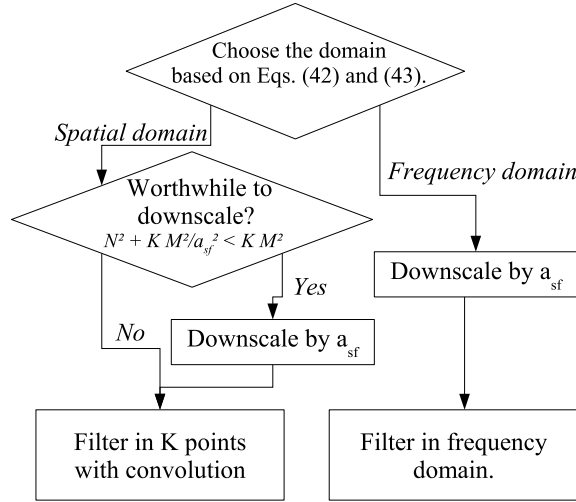 Choose the domain
based on Eqs. (42) and (43).
Spatial domain
Frequency domain
Worthwhile to
downscale?
N² + K M²/a_sf² < K M²
Downscale by a_sf
Yes
No
Downscale by a_sf
Filter in K points
with convolution
Filter in frequency
domain.